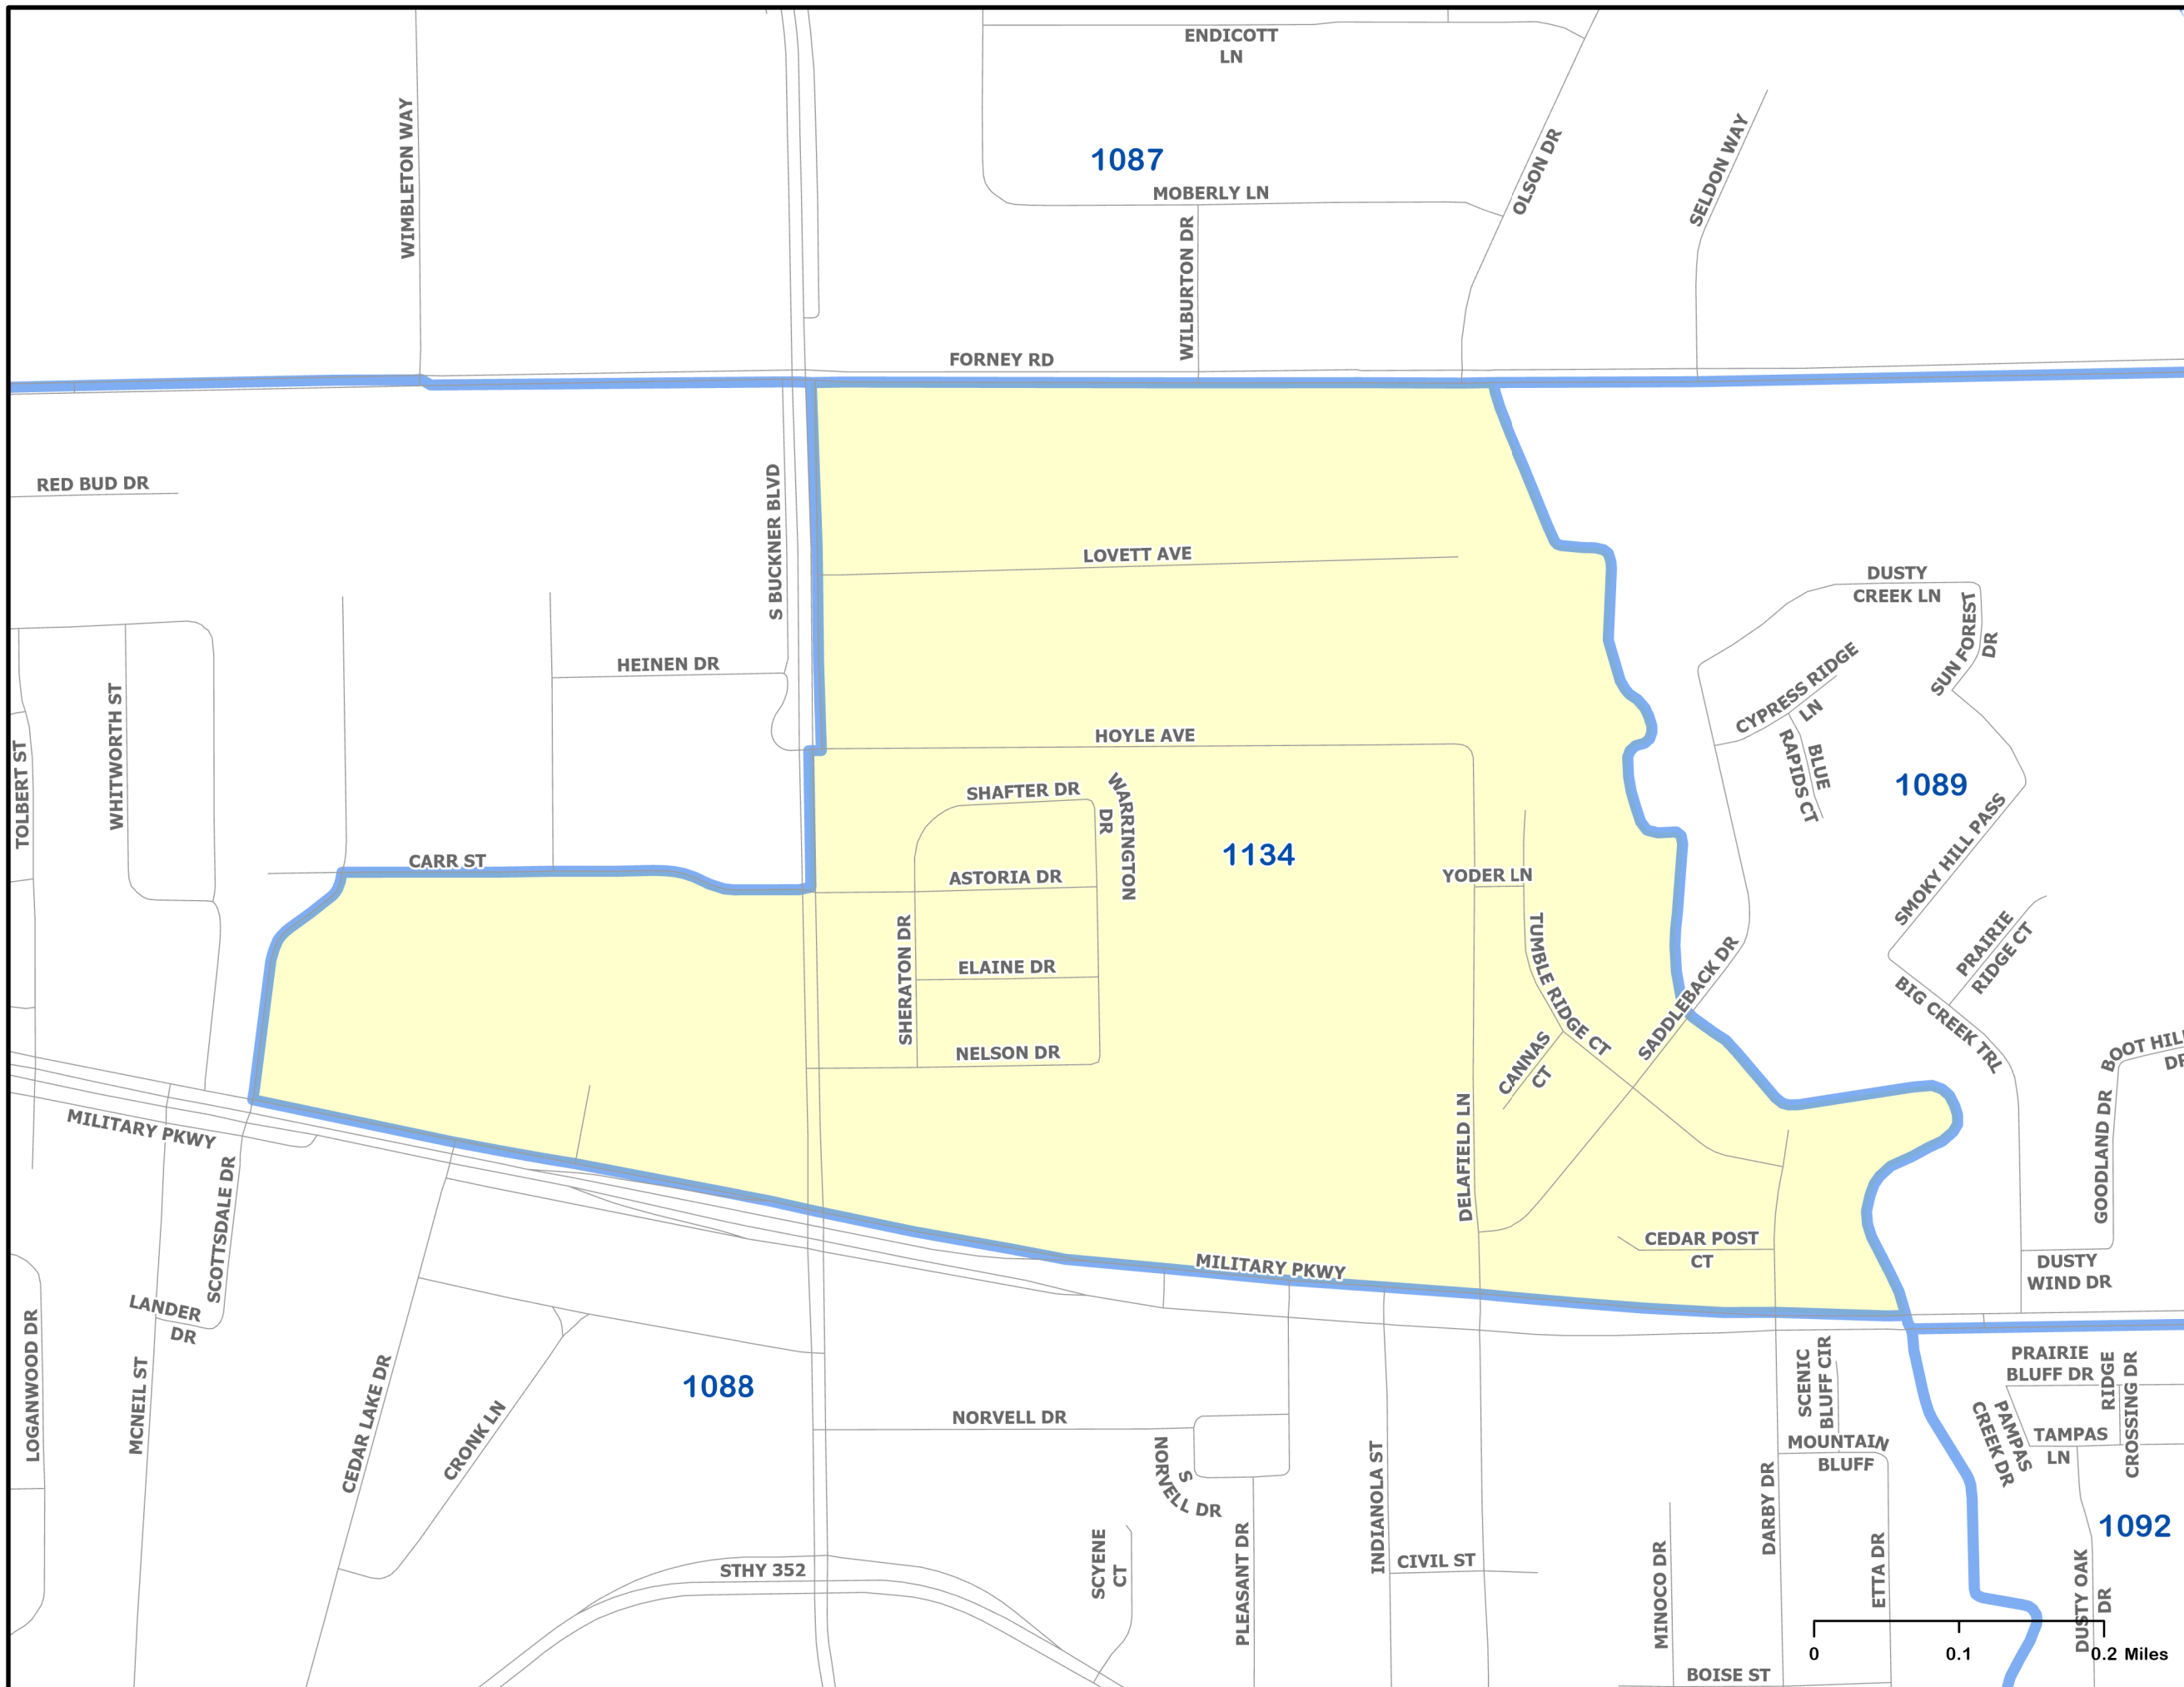 ENDICOTT
LN
1087
WIMBLETON WAY
MOBERLY LN
OLSON DR
SELDON WAY
WILBURTON DR
FORNEY RD
RED BUD DR
S BUCKNER BLVD
LOVETT AVE
DUSTY
CREEK LN
SUN FOREST
DR
HEINEN DR
CYPRESS RIDGE
LN
WHITWORTH ST
TOLBERT ST
HOYLE AVE
BLUE
RAPIDS CT
1089
SHAFTER DR
WARRINGTON
DR
1134
CARR ST
ASTORIA DR
YODER LN
SMOKY HILL PASS
SHERATON DR
ELAINE DR
TUMBLE RIDGE CT
SADDLEBACK DR
PRAIRIE
RIDGE CT
BIG CREEK TRL
NELSON DR
CANNAS
CT
BOOT HILL
DR
MILITARY PKWY
SCOTTSDALE DR
DELAFIELD LN
GOODLAND DR
CEDAR POST
CT
MILITARY PKWY
DUSTY
WIND DR
LANDER
DR
LOGANWOOD DR
MCNEIL ST
CEDAR LAKE DR
CRONK LN
1088
NORVELL DR
S
NORVELL DR
INDIANOLA ST
SCENIC
BLUFF CIR
PRAIRIE
BLUFF DR
RIDGE
CROSSING DR
PAMPAS
CREEK DR
TAMPAS
LN
MOUNTAIN
BLUFF
DARBY DR
1092
STHY 352
SCYENE
CT
PLEASANT DR
CIVIL ST
MINOCO DR
ETTA DR
DUSTY OAK
DR
BOISE ST
0 0.1 0.2 Miles